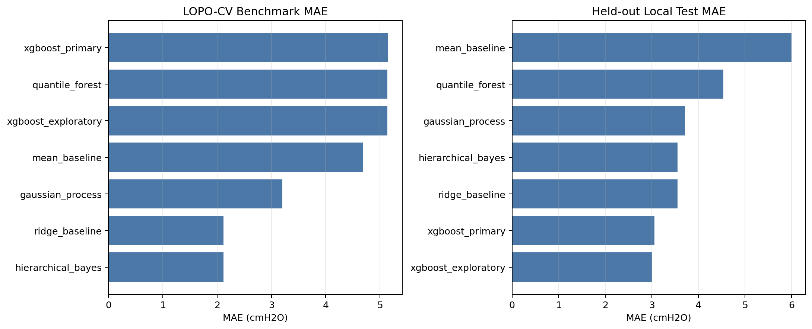 LOPO-CV Benchmark MAE
xgboost_primary
quantile_forest
xgboost_exploratory
mean_baseline
gaussian_process
ridge_baseline
hierarchical_bayes
0 1 2 3 4 5
MAE (cmH2O)
Held-out Local Test MAE
mean_baseline
quantile_forest
gaussian_process
hierarchical_bayes
ridge_baseline
xgboost_primary
xgboost_exploratory
0 1 2 3 4 5 6
MAE (cmH2O)